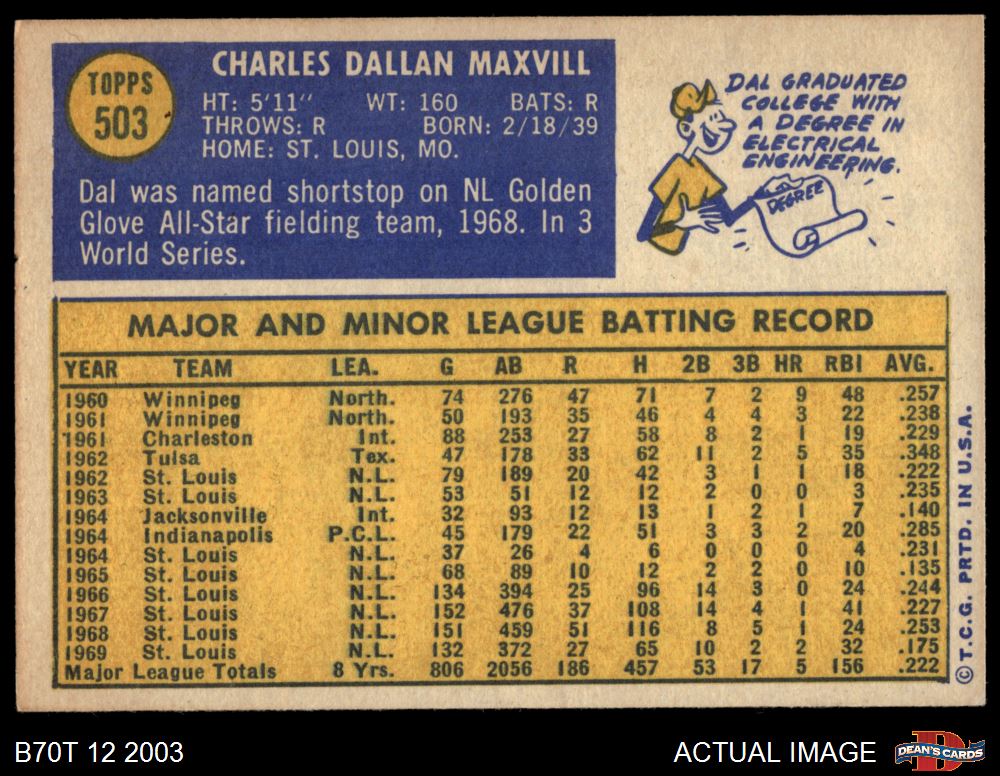 TOPPS
503
CHARLES DALLAN MAXVILL
HT: 5'11" WT: 160 BATS: R
THROWS: R BORN: 2/18/39
HOME: ST. LOUIS, MO.
Dal was named shortstop on NL Golden
Glove All-Star fielding team, 1968. In 3
World Series.
DAL GRADUATED
COLLEGE WITH
A DEGREE IN
ELECTRICAL
ENGINEERING.
DEGREE
MAJOR AND MINOR LEAGUE BATTING RECORD
YEAR TEAM LEA. G AB R H 2B 3B HR RBI AVG.
1960 Winnipeg North. 74 276 47 71 7 2 9 48 .257
1961 Winnipeg North. 50 193 35 46 4 4 3 22 .238
1961 Charleston Int. 88 253 27 58 8 2 1 19 .229
1962 Tulsa Tex. 47 178 33 62 11 2 5 35 .348
1962 St. Louis N.L. 79 189 20 42 3 1 1 18 .222
1963 St. Louis N.L. 53 51 12 12 2 0 0 3 .235
1964 Jacksonville Int. 32 93 12 13 1 2 1 7 .140
1964 Indianapolis P.C.L. 45 179 22 51 3 3 2 20 .285
1964 St. Louis N.L. 37 26 4 6 0 0 0 4 .231
1965 St. Louis N.L. 68 89 10 12 2 2 0 10 .135
1966 St. Louis N.L. 134 394 25 96 14 3 0 24 .244
1967 St. Louis N.L. 152 476 37 108 14 4 1 41 .227
1968 St. Louis N.L. 151 459 51 116 8 5 1 24 .253
1969 St. Louis N.L. 132 372 27 65 10 2 2 32 .175
Major League Totals 8 Yrs. 806 2056 186 457 53 17 5 156 .222
© T.C.G. PRTD. IN U.S.A.
B70T 12 2003
ACTUAL IMAGE
DEAN'S CARDS